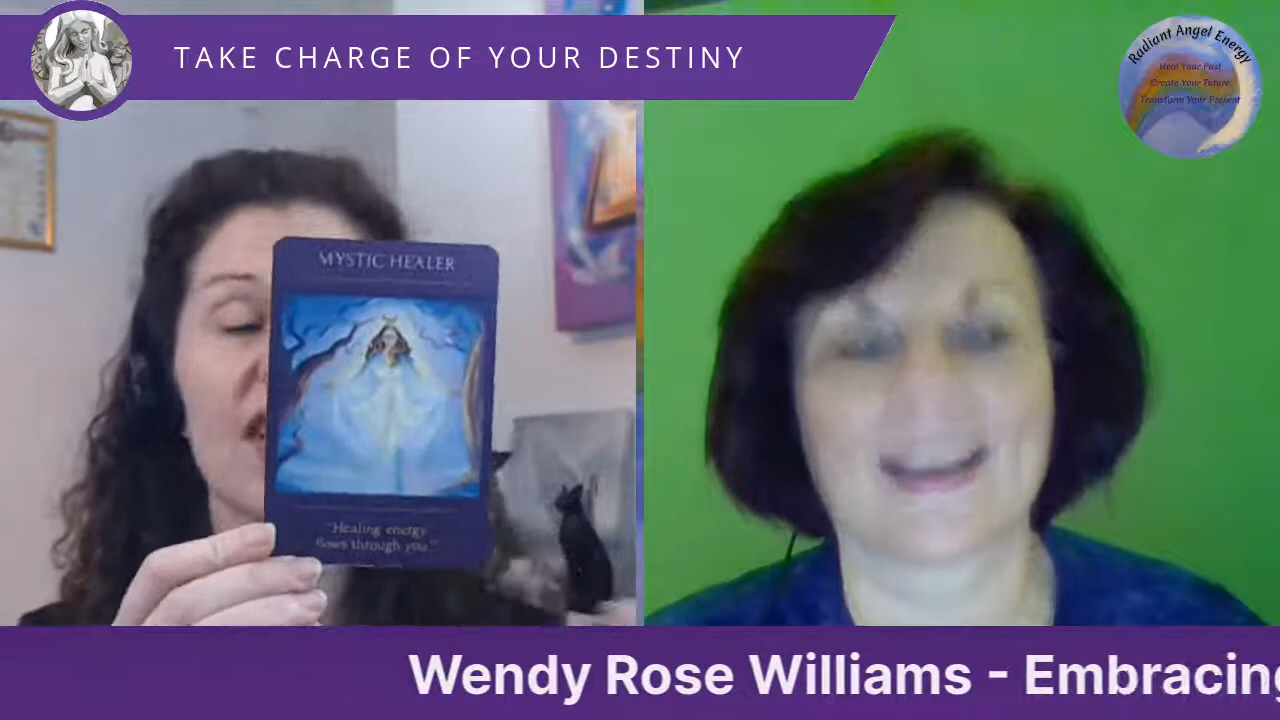 TAKE CHARGE OF YOUR DESTINY
Radiant Angel Energy
Heal Your Past
Create Your Future
Transform Your Present
MYSTIC HEALER
"Healing energy
flows through you."
Wendy Rose Williams - Embracing